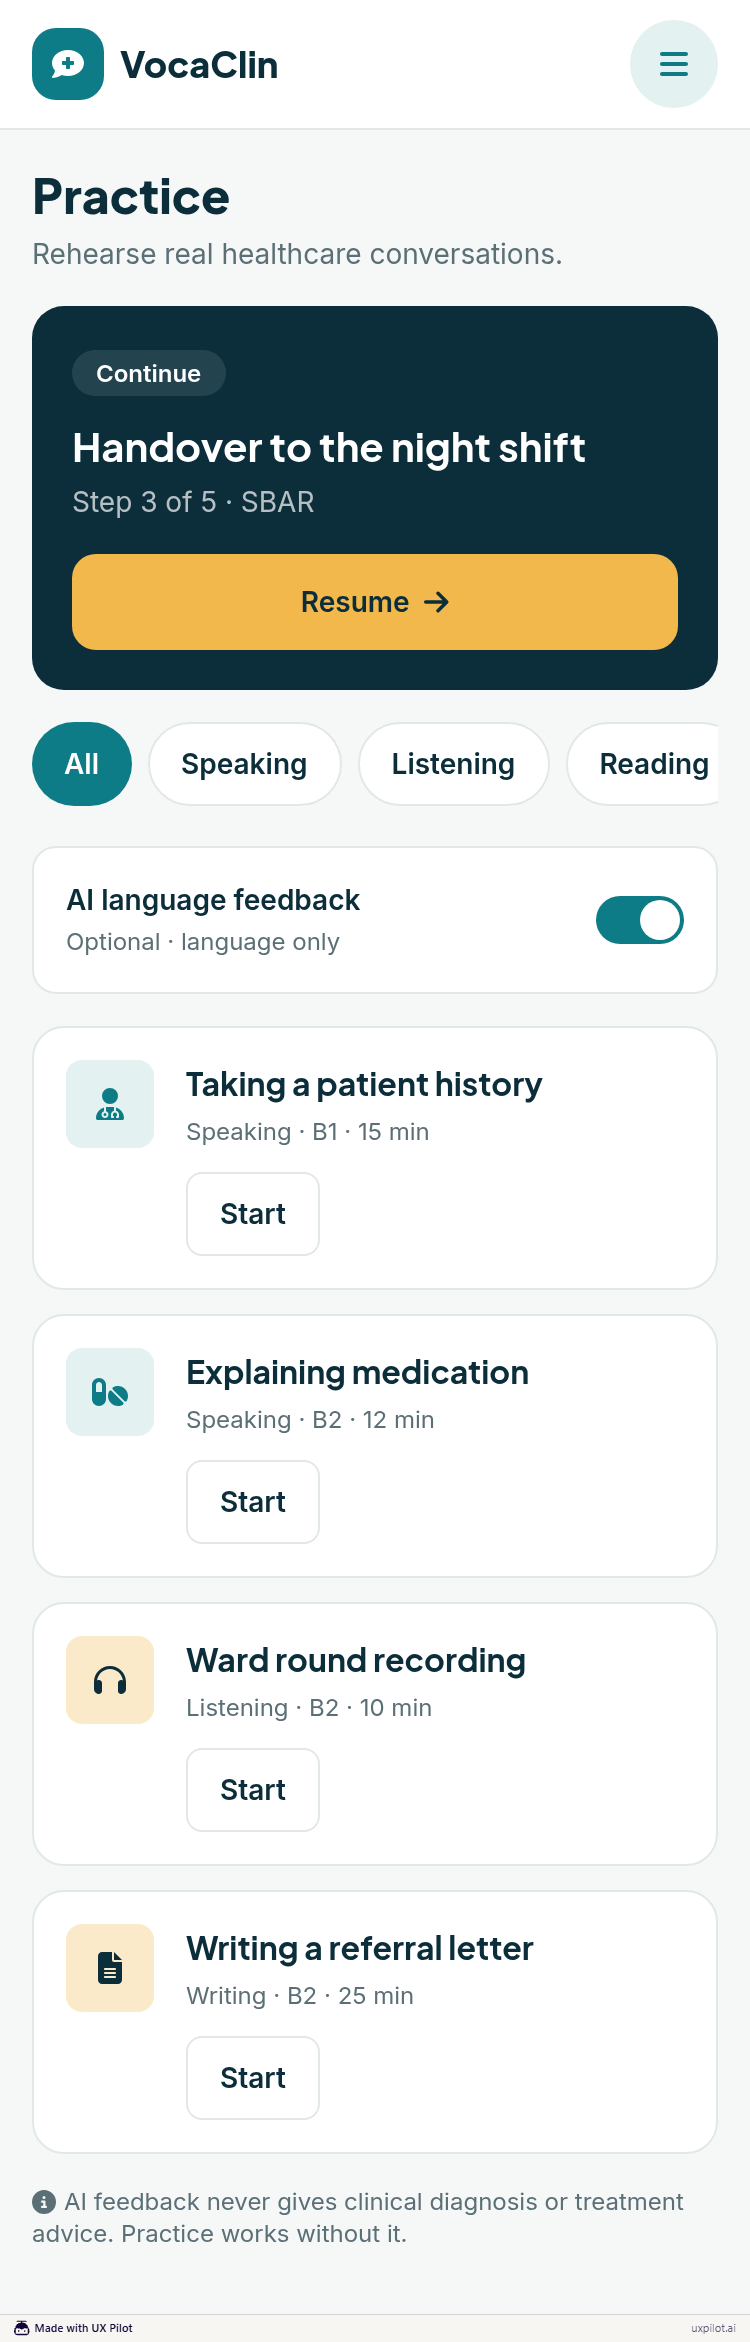 VocaClin
Practice
Rehearse real healthcare conversations.
Continue
Handover to the night shift
Step 3 of 5 · SBAR
Resume →
All
Speaking
Listening
Reading
AI language feedback
Optional · language only
Taking a patient history
Speaking · B1 · 15 min
Start
Explaining medication
Speaking · B2 · 12 min
Start
Ward round recording
Listening · B2 · 10 min
Start
Writing a referral letter
Writing · B2 · 25 min
Start
AI feedback never gives clinical diagnosis or treatment
advice. Practice works without it.
Made with UX Pilot
uxpilot.ai